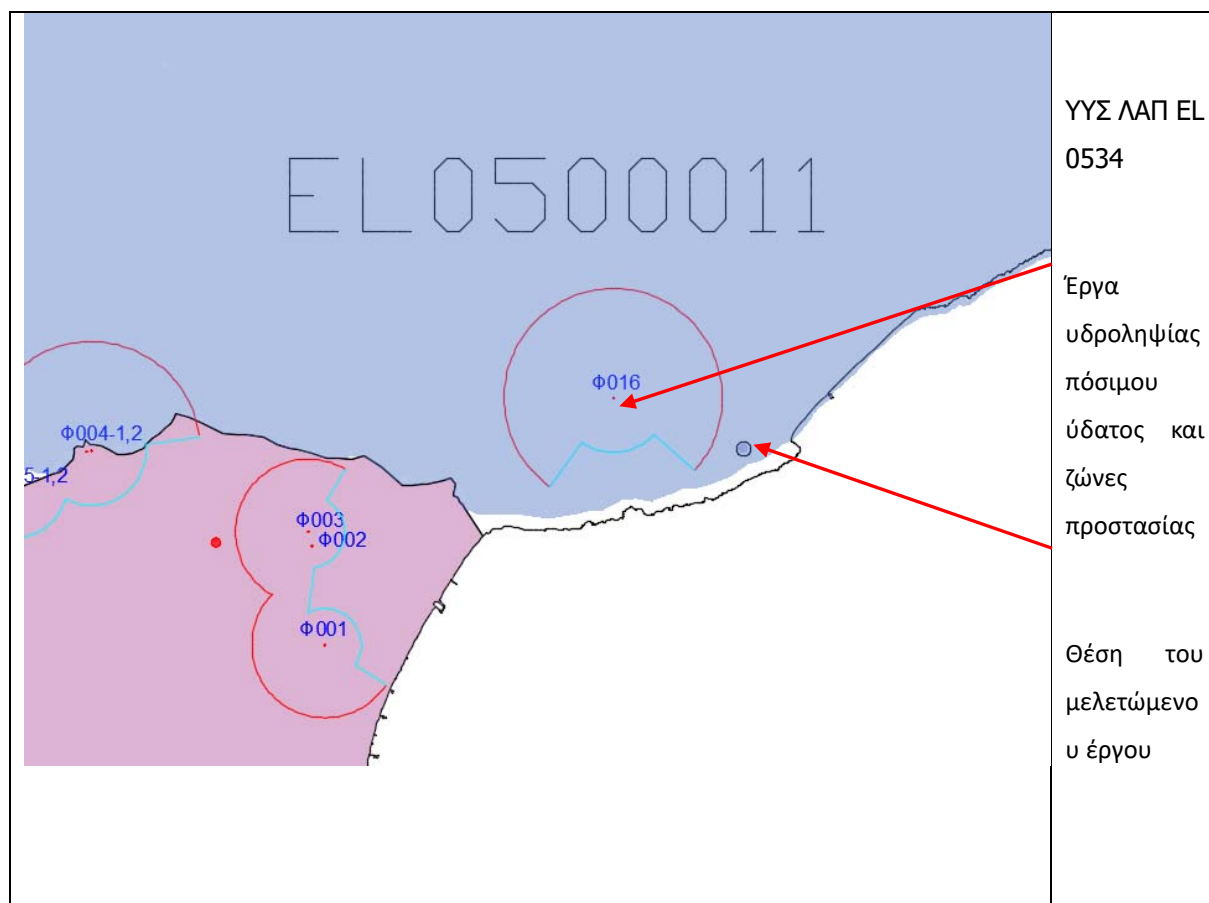 ΥΥΣ ΛΑΠ EL
0534
EL0500011
Έργα
υδροληψίας
πόσιμου
ύδατος και
ζώνες
προστασίας
Φ016
Φ004-1,2
5-1,2
Φ003
Φ002
Φ001
Θέση του
μελετώμενο
υ έργου